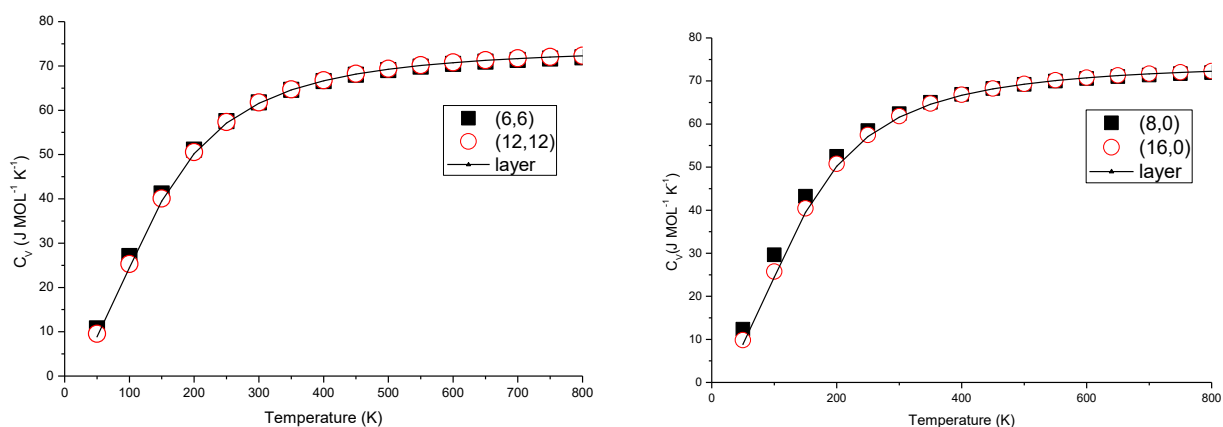 80
70
60
50
40
30
20
10
0
C_V (J MOL⁻¹ K⁻¹)
(6,6)
(12,12)
layer
0 100 200 300 400 500 600 700 800
Temperature (K)
80
70
60
50
40
30
20
10
0
C_V(J MOL⁻¹ K⁻¹)
(8,0)
(16,0)
layer
0 200 400 600 800
Temperature (K)